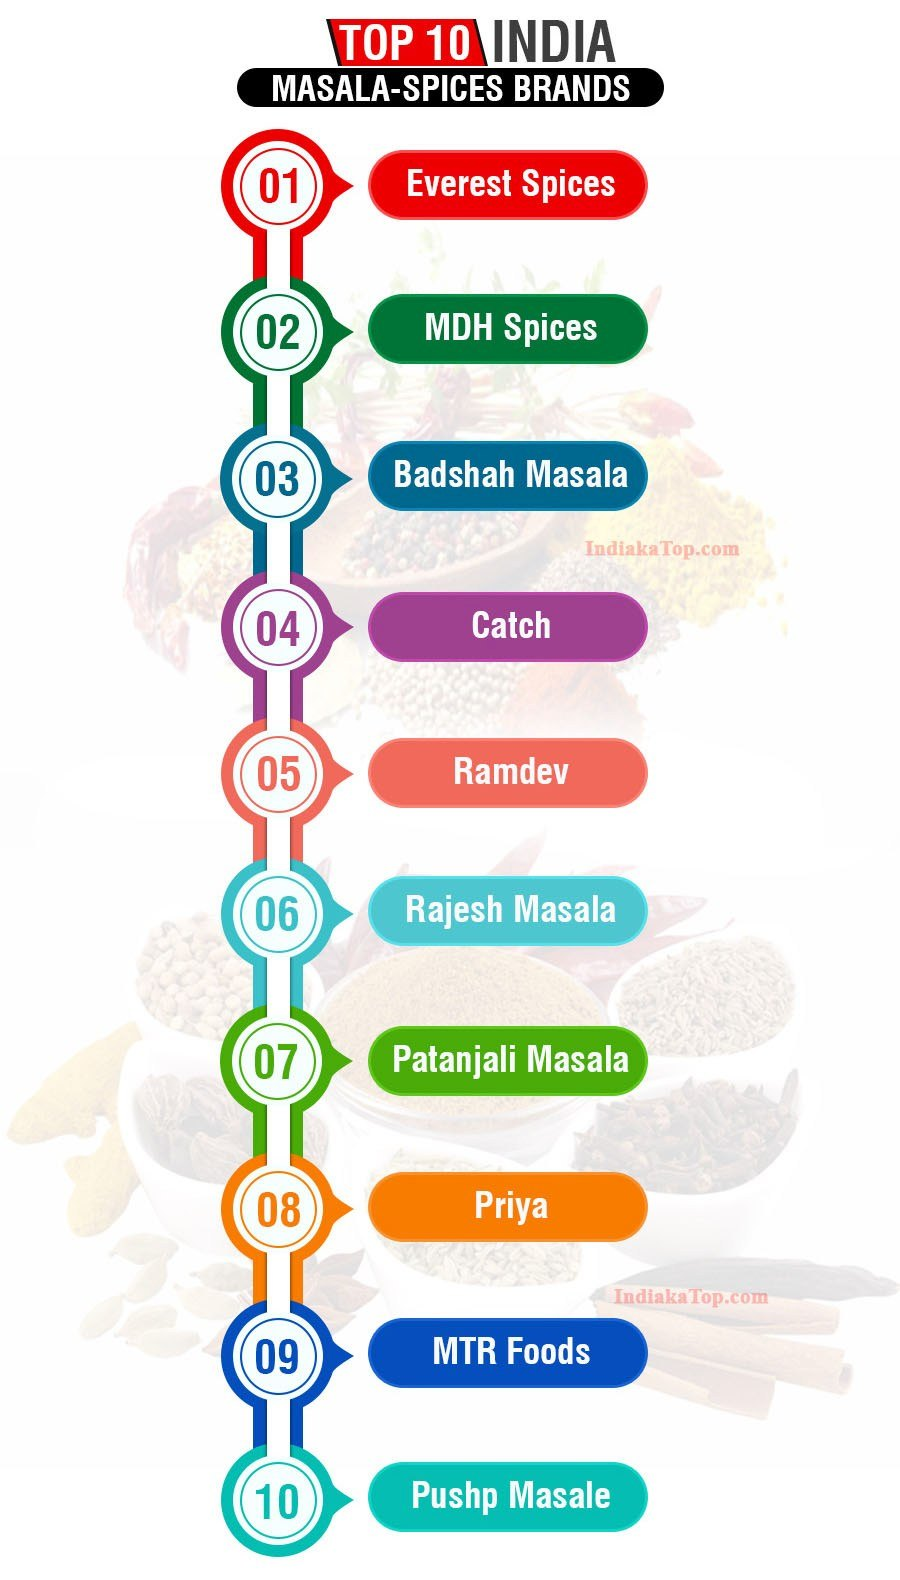 TOP 10 INDIA
MASALA-SPICES BRANDS
01 Everest Spices
02 MDH Spices
03 Badshah Masala
IndiakaTop.com
04 Catch
05 Ramdev
06 Rajesh Masala
07 Patanjali Masala
08 Priya
IndiakaTop.com
09 MTR Foods
10 Pushp Masale